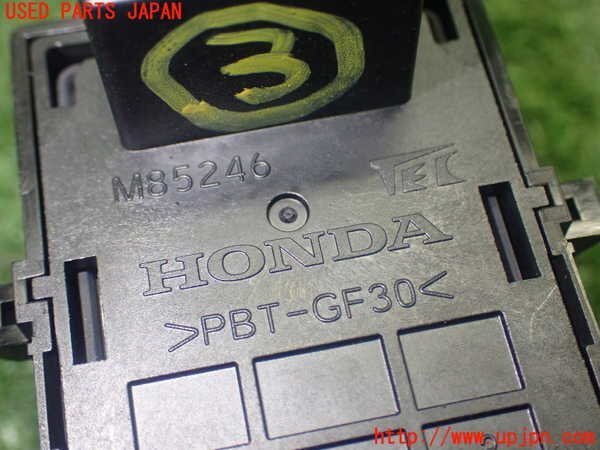 USED PARTS JAPAN
3
M85246
TEC
HONDA
>PBT-GF30<
http://www.upjpn.com